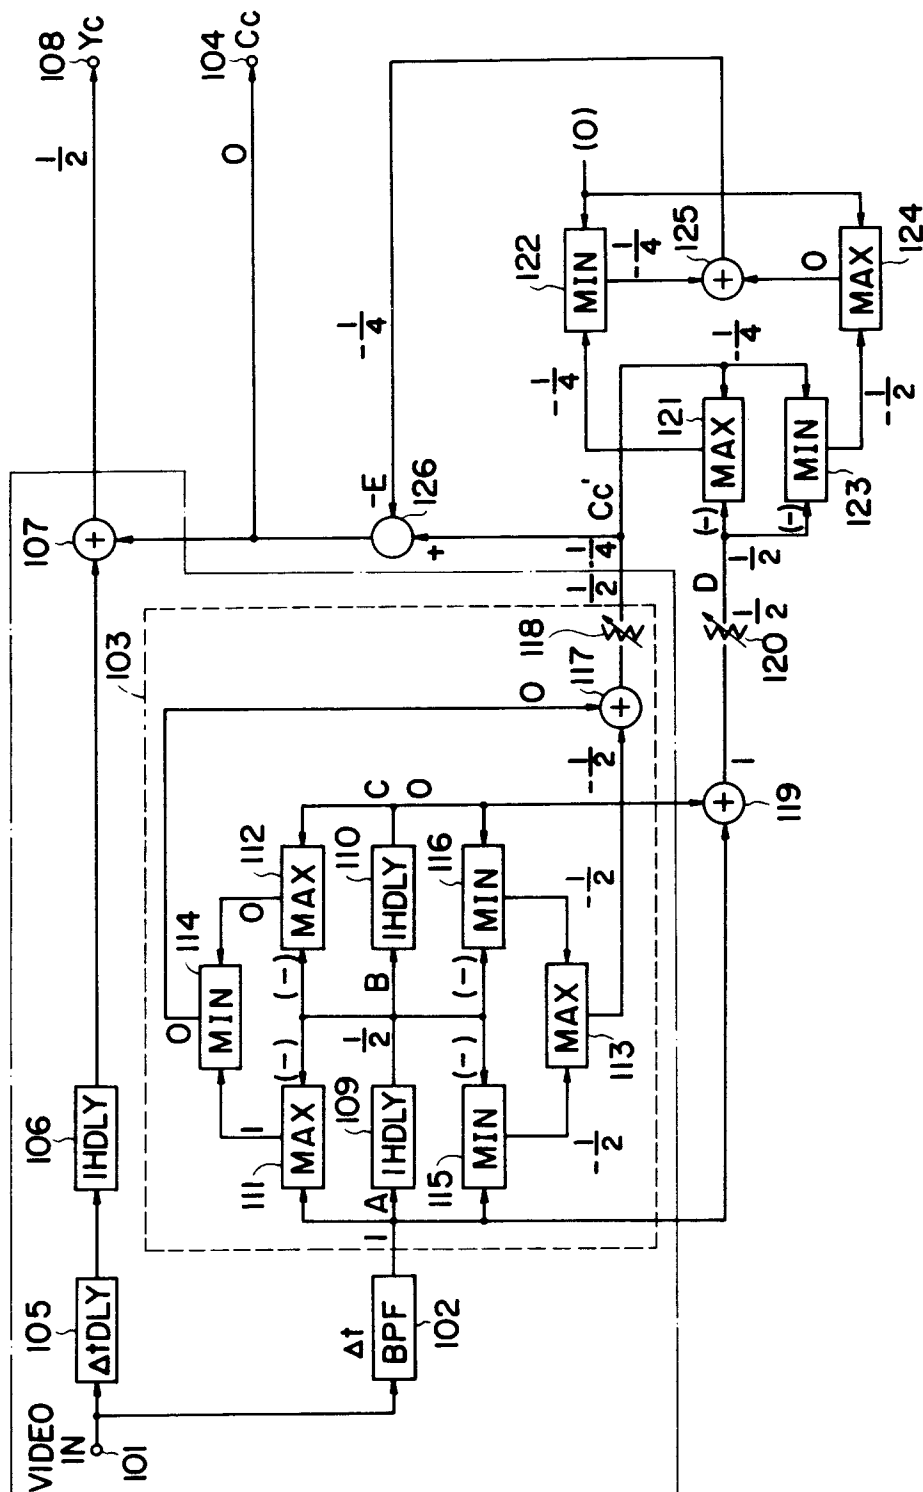 VIDEO IN
101
105
ΔtDLY
106
1HDLY
107
+
1/2
108
Yc
Δt
BPF
102
103
1
A
111
MAX
1
(-)
109
1HDLY
1/2
B
115
MIN
(-)
-1/2
114
MIN
0
0
(-)
112
MAX
0
C
110
1HDLY
116
MIN
(-)
113
MAX
-1/2
-1/2
0
117
+
118
1/2
-1/4
Cc'
119
+
1
120
1/2
D
1/2
(-)
(-)
121
MAX
-1/4
123
MIN
-1/2
-1/4
122
MIN
-1/4
(0)
125
+
0
124
MAX
-1/4
-E
126
+
0
104
Cc